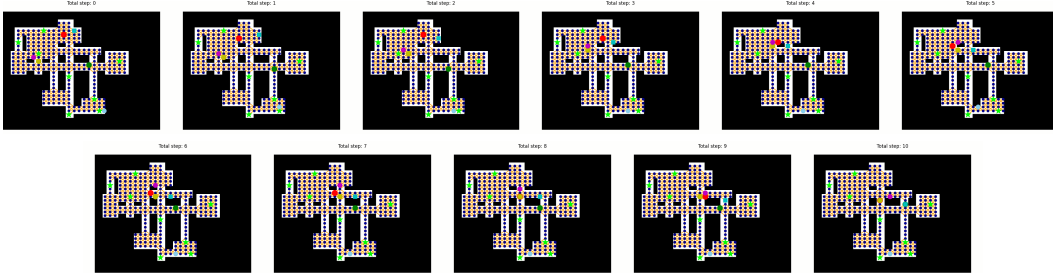 Total step: 0
Total step: 1
Total step: 2
Total step: 3
Total step: 4
Total step: 5
Total step: 6
Total step: 7
Total step: 8
Total step: 9
Total step: 10